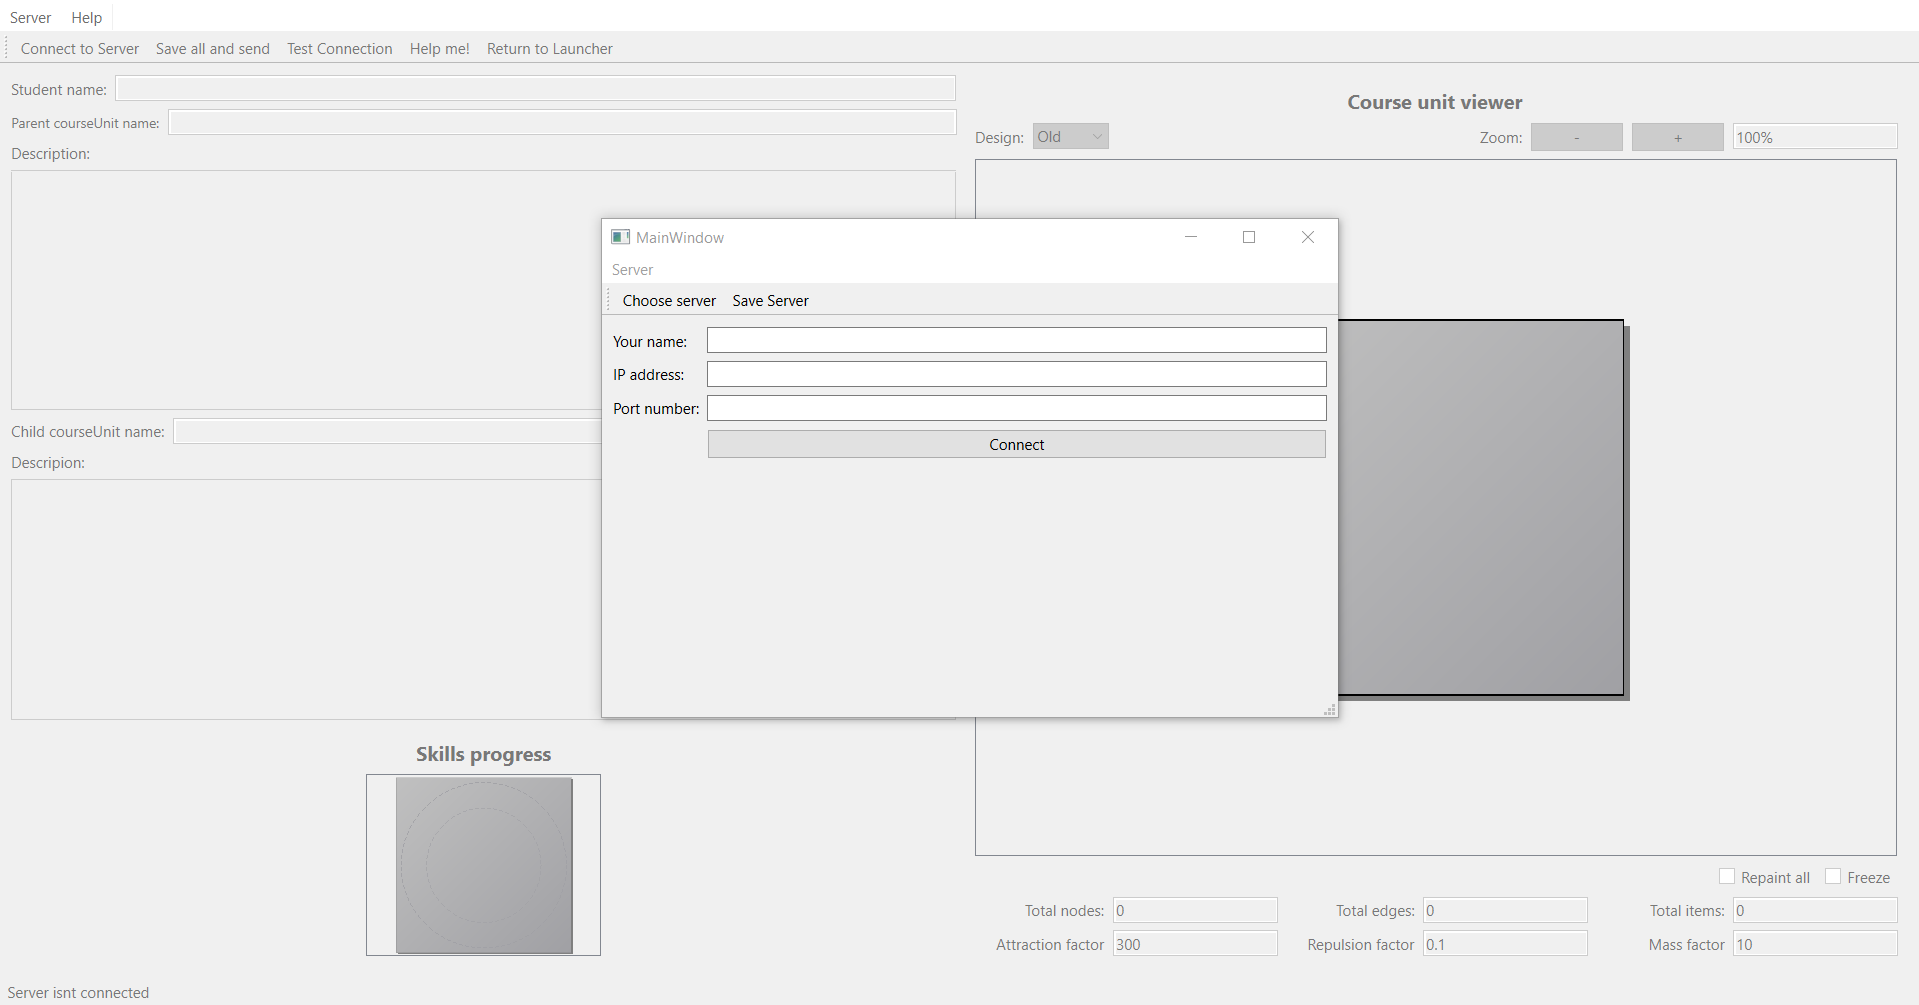 Server Help
Connect to Server Save all and send Test Connection Help me! Return to Launcher
Student name:
Parent courseUnit name:
Description:
Child courseUnit name:
Descripion:
Skills progress
Course unit viewer
Design: Old Zoom: - + 100%
MainWindow
Server
Choose server Save Server
Your name:
IP address:
Port number:
Connect
Repaint all Freeze
Total nodes: 0 Total edges: 0 Total items: 0
Attraction factor 300 Repulsion factor 0.1 Mass factor 10
Server isnt connected